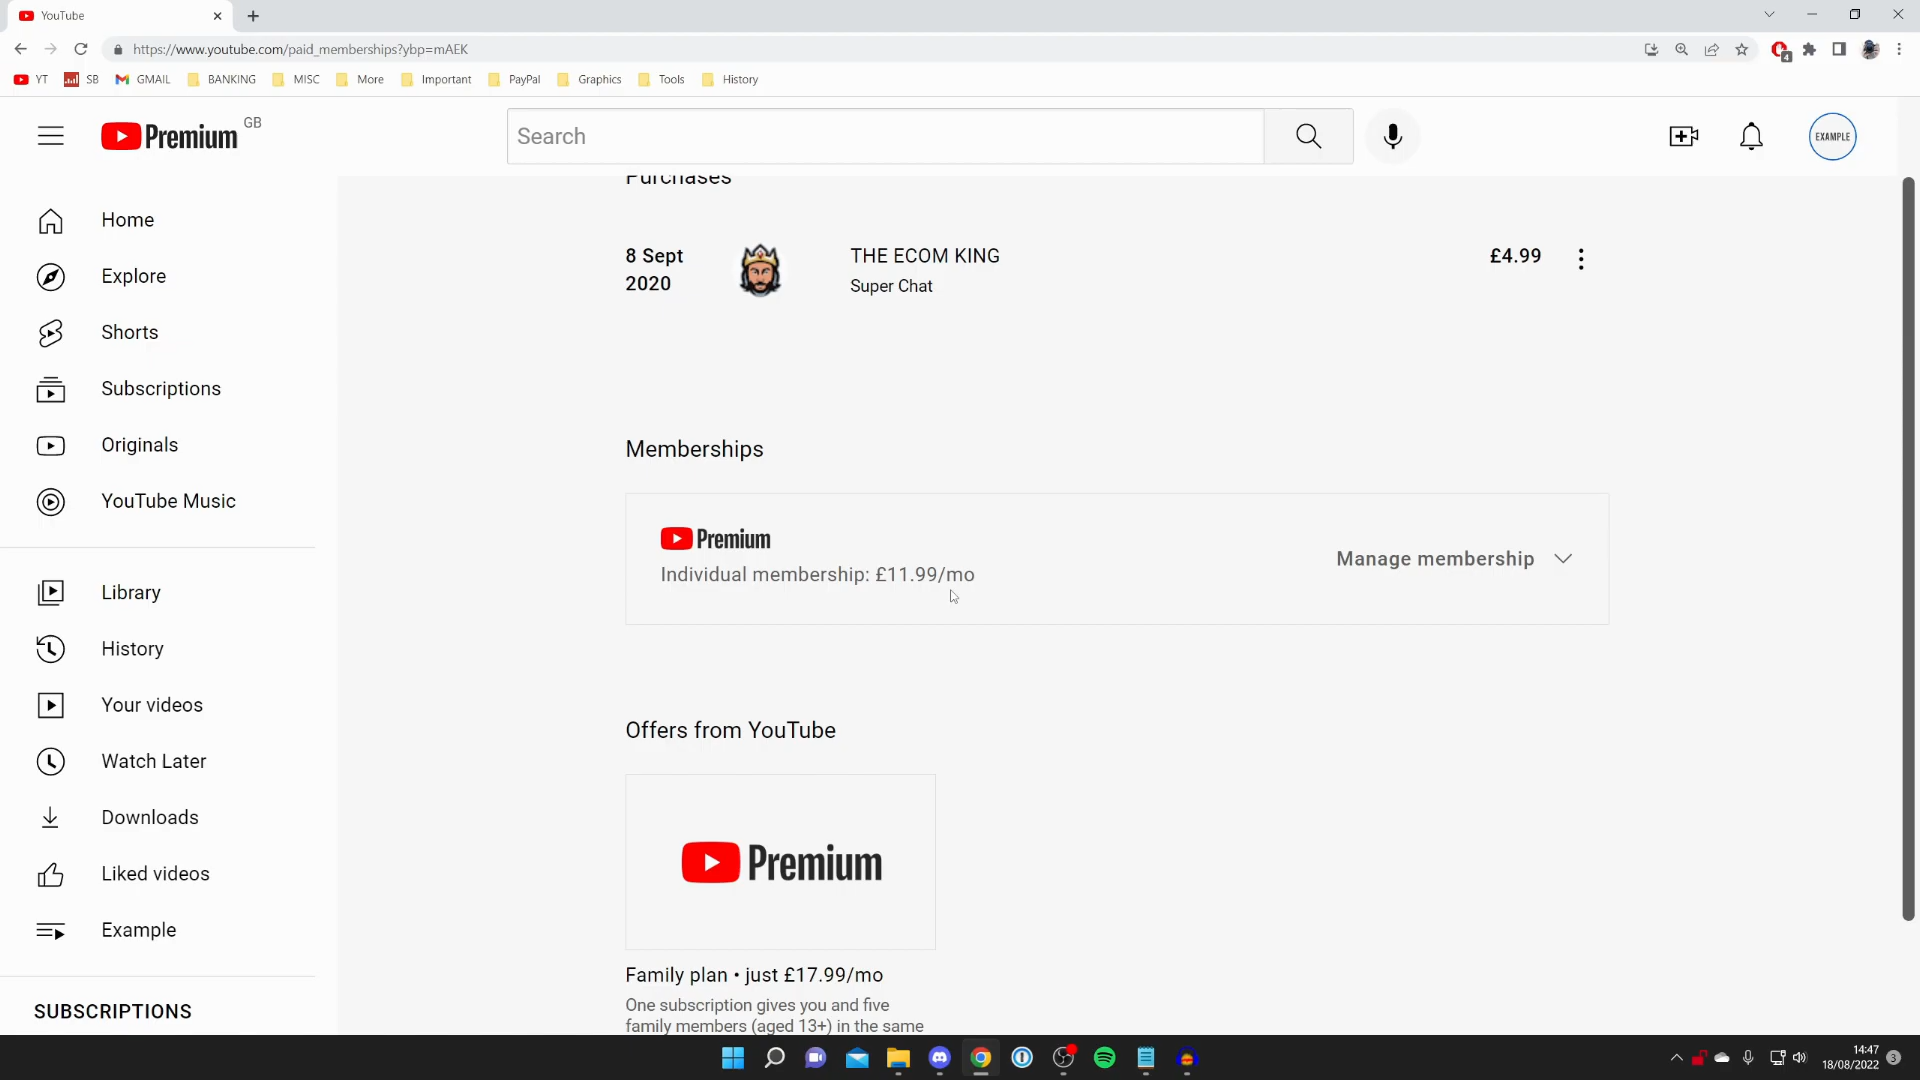 YouTube
https://www.youtube.com/paid_memberships?ybp=mAEK
4
YT SB GMAIL BANKING MISC More Important PayPal Graphics Tools History
Premium GB
Search
EXAMPLE
Home
Explore
Shorts
Subscriptions
Originals
YouTube Music
Library
History
Your videos
Watch Later
Downloads
Liked videos
Example
SUBSCRIPTIONS
Purchases
8 Sept
2020
THE ECOM KING
Super Chat
£4.99
Memberships
Premium
Individual membership: £11.99/mo
Manage membership
Offers from YouTube
Premium
Family plan • just £17.99/mo
One subscription gives you and five
family members (aged 13+) in the same
14:47
18/08/2022
3